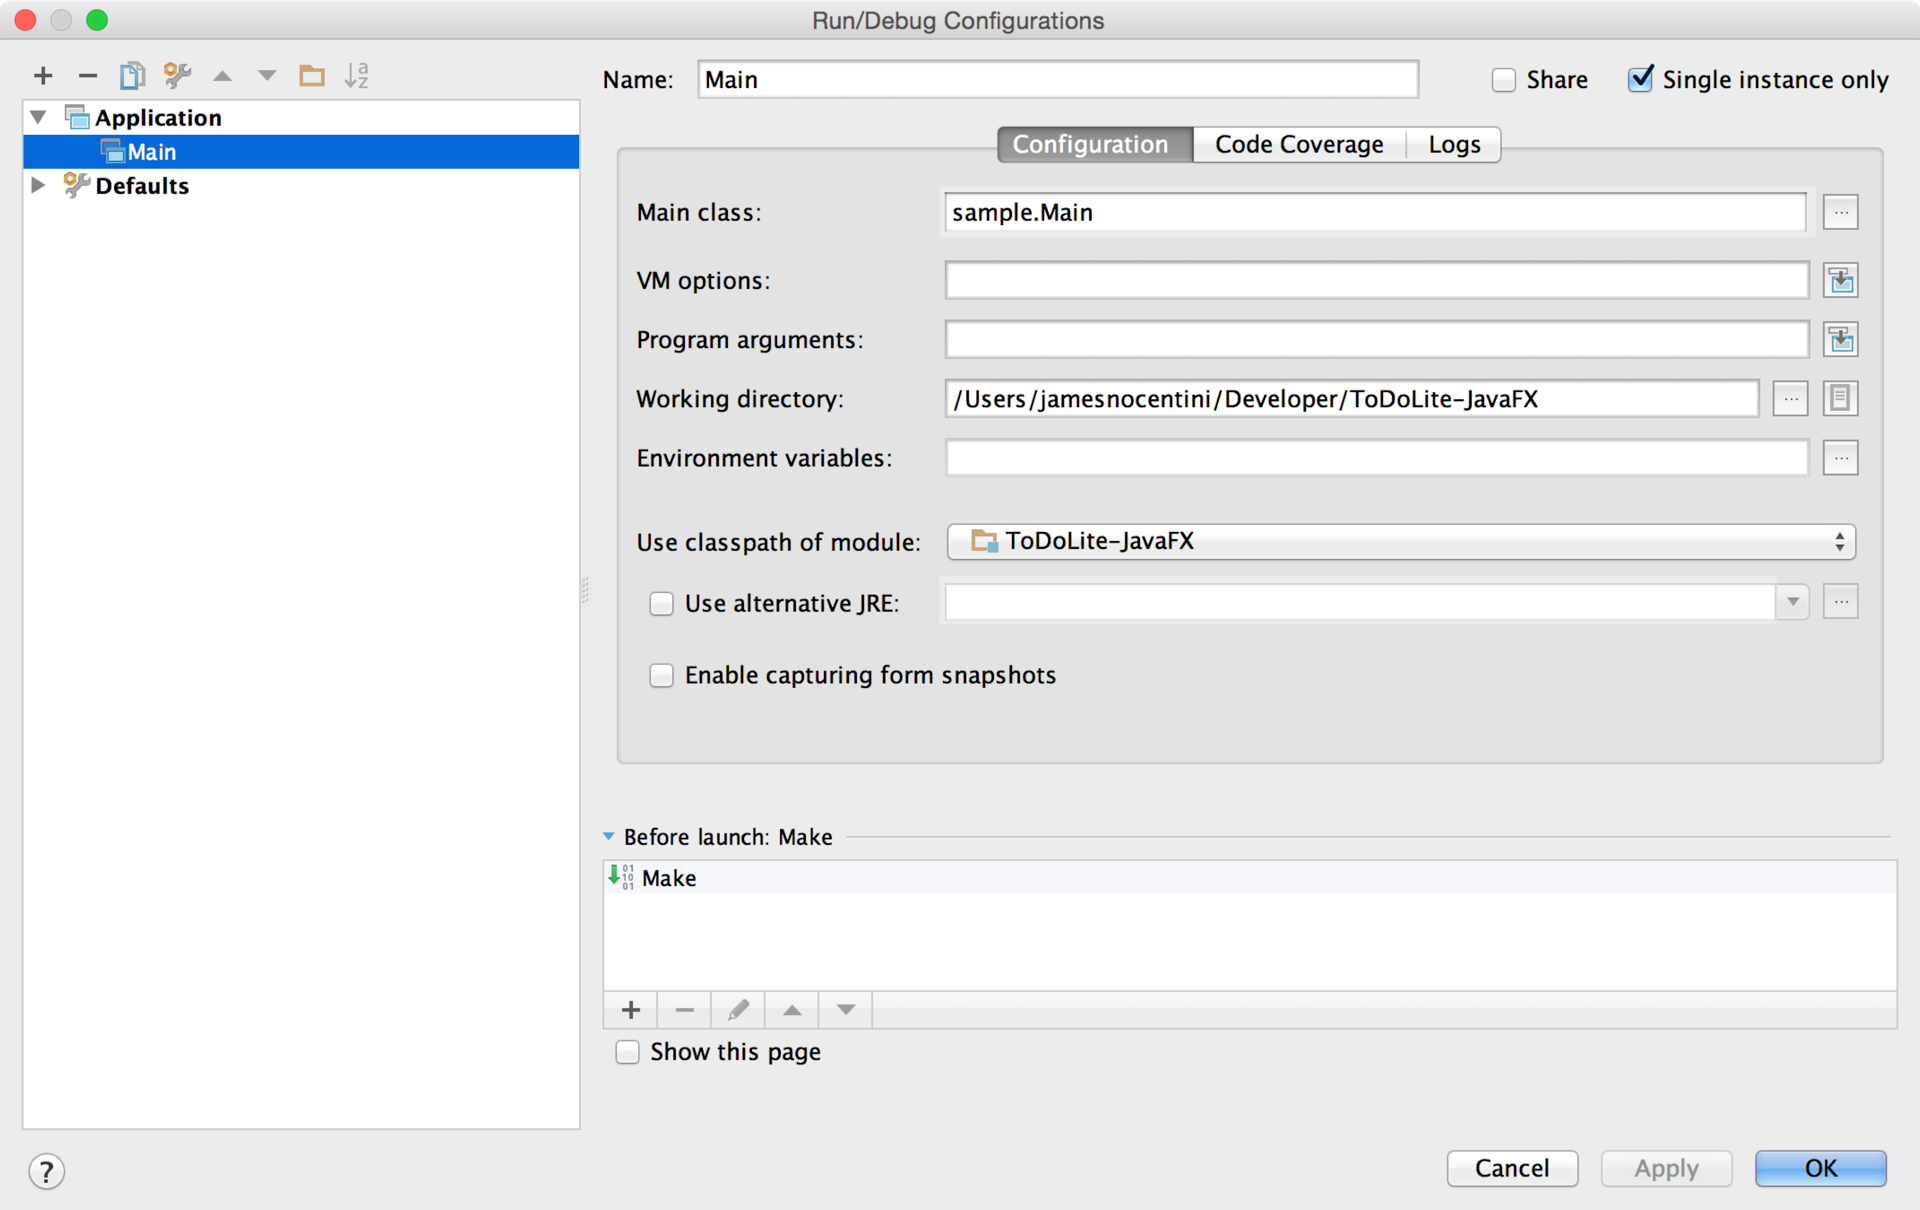 Run/Debug Configurations
Name: Main Share Single instance only
Application
Main
Defaults
Configuration Code Coverage Logs
Main class: sample.Main ...
VM options:
Program arguments:
Working directory: /Users/jamesnocentini/Developer/ToDoLite-JavaFX ...
Environment variables: ...
Use classpath of module: ToDoLite-JavaFX
Use alternative JRE: ...
Enable capturing form snapshots
Before launch: Make
Make
Show this page
? Cancel Apply OK